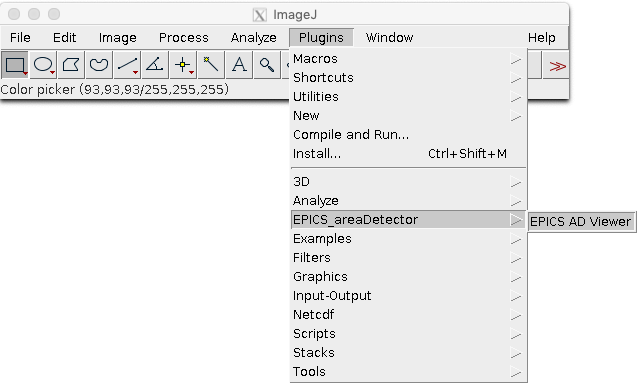 ImageJ
File Edit Image Process Analyze Plugins Window Help
A
Color picker (93,93,93/255,255,255)
Macros
Shortcuts
Utilities
New
Compile and Run...
Install... Ctrl+Shift+M
3D
Analyze
EPICS_areaDetector
EPICS AD Viewer
Examples
Filters
Graphics
Input-Output
Netcdf
Scripts
Stacks
Tools